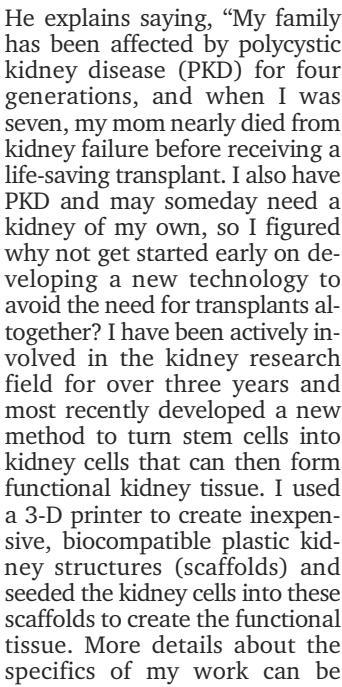 He explains saying, “My family
has been affected by polycystic
kidney disease (PKD) for four
generations, and when I was
seven, my mom nearly died from
kidney failure before receiving a
life-saving transplant. I also have
PKD and may someday need a
kidney of my own, so I figured
why not get started early on de-
veloping a new technology to
avoid the need for transplants al-
together? I have been actively in-
volved in the kidney research
field for over three years and
most recently developed a new
method to turn stem cells into
kidney cells that can then form
functional kidney tissue. I used
a 3-D printer to create inexpen-
sive, biocompatible plastic kid-
ney structures (scaffolds) and
seeded the kidney cells into these
scaffolds to create the functional
tissue. More details about the
specifics of my work can be